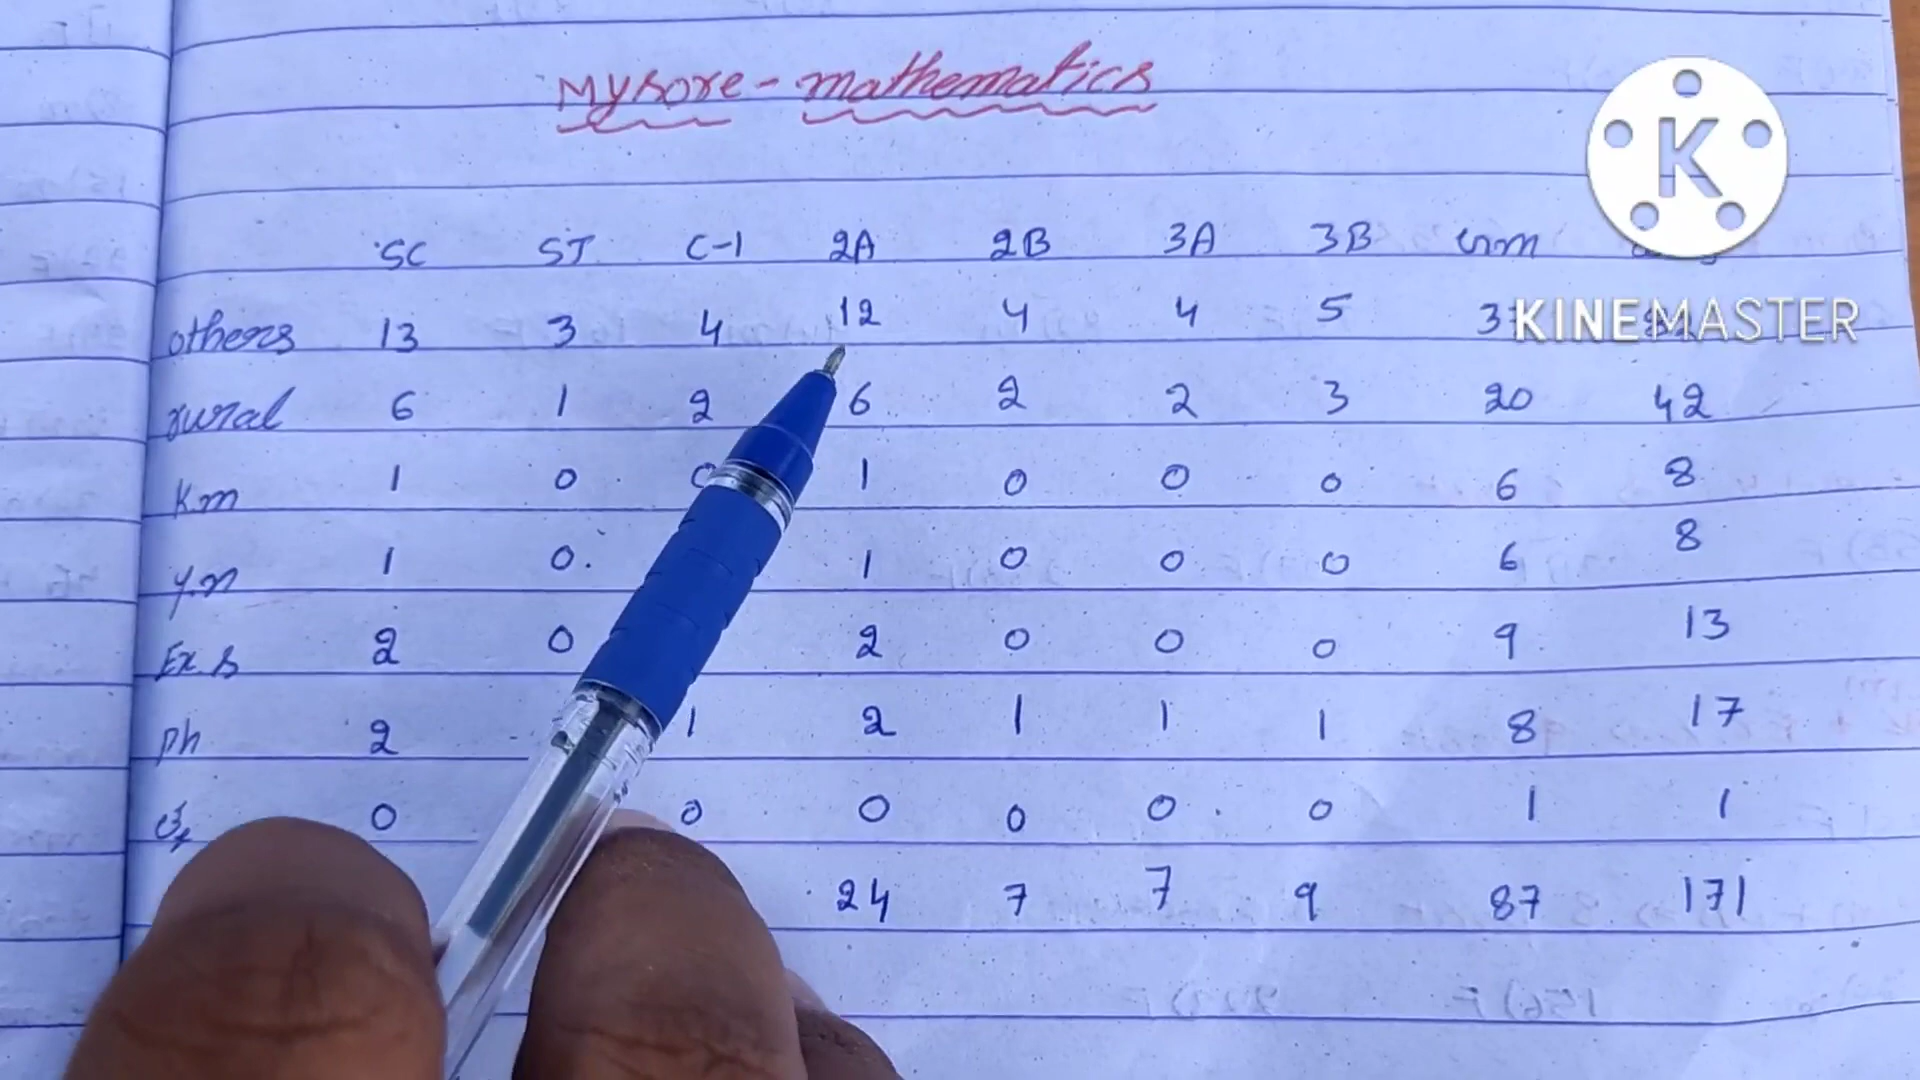 Mysore - mathematics
K
SC ST C-1 2A 2B 3A 3B Gm
KINEMASTER
others 13 3 4 12 4 4 5
rural 6 1 2 6 2 2 3 20 42
K.m 1 0 0 1 0 0 0 6 8
y.m 1 0. 1 0 0 0 6 8
Ex.s 2 0 2 0 0 0 9 13
ph 2 1 2 1 1 1 8 17
0 0 0 0 0 0 1 1
24 7 7 9 87 171